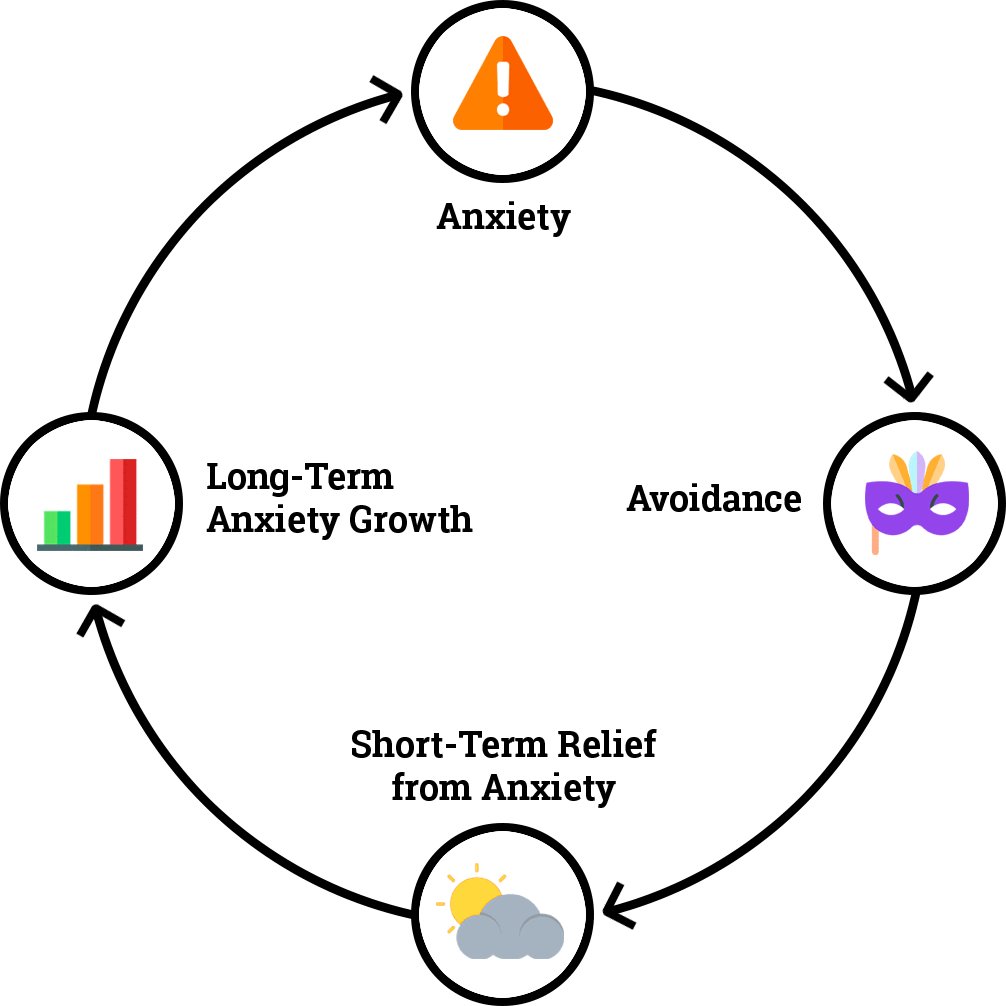 Anxiety
Avoidance
Short-Term Relief
from Anxiety
Long-Term
Anxiety Growth